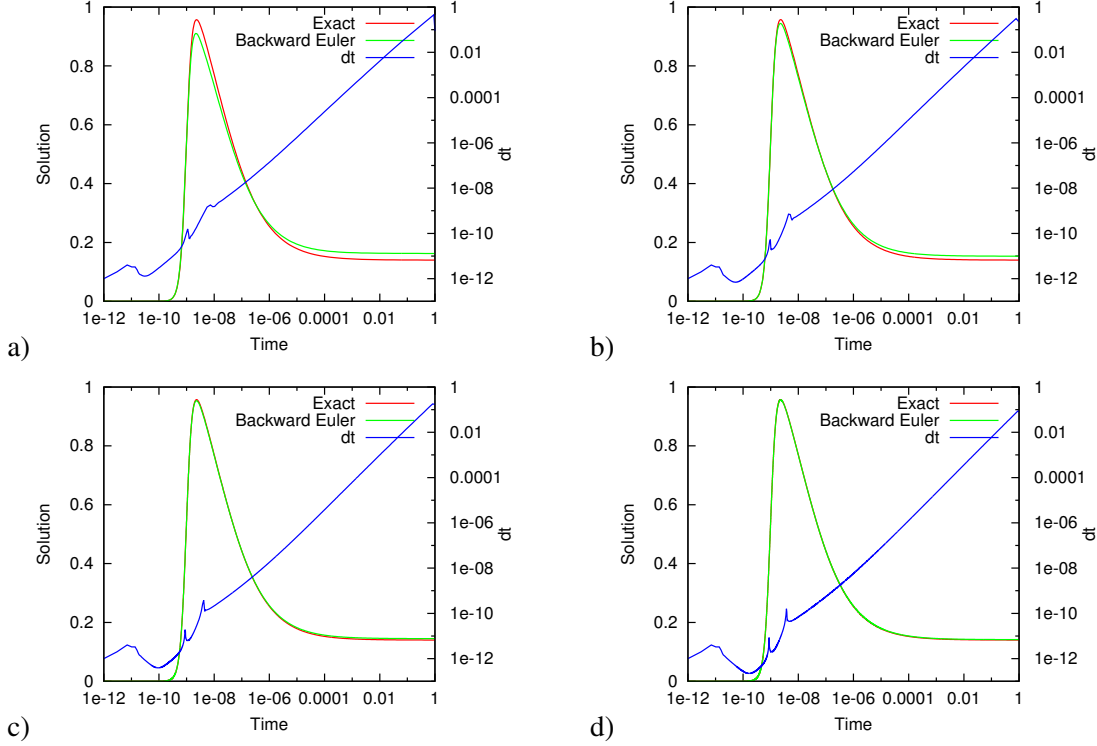 1
0.8
0.6
0.4
0.2
0
Solution
1e-12 1e-10 1e-08 1e-06 0.0001 0.01 1
Time
1
0.01
0.0001
1e-06
1e-08
1e-10
1e-12
dt
Exact
Backward Euler
dt
a)
1
0.8
0.6
0.4
0.2
0
Solution
1e-12 1e-10 1e-08 1e-06 0.0001 0.01 1
Time
1
0.01
0.0001
1e-06
1e-08
1e-10
1e-12
dt
Exact
Backward Euler
dt
b)
1
0.8
0.6
0.4
0.2
0
Solution
1e-12 1e-10 1e-08 1e-06 0.0001 0.01 1
Time
1
0.01
0.0001
1e-06
1e-08
1e-10
1e-12
dt
Exact
Backward Euler
dt
c)
1
0.8
0.6
0.4
0.2
0
Solution
1e-12 1e-10 1e-08 1e-06 0.0001 0.01 1
Time
1
0.01
0.0001
1e-06
1e-08
1e-10
1e-12
dt
Exact
Backward Euler
dt
d)